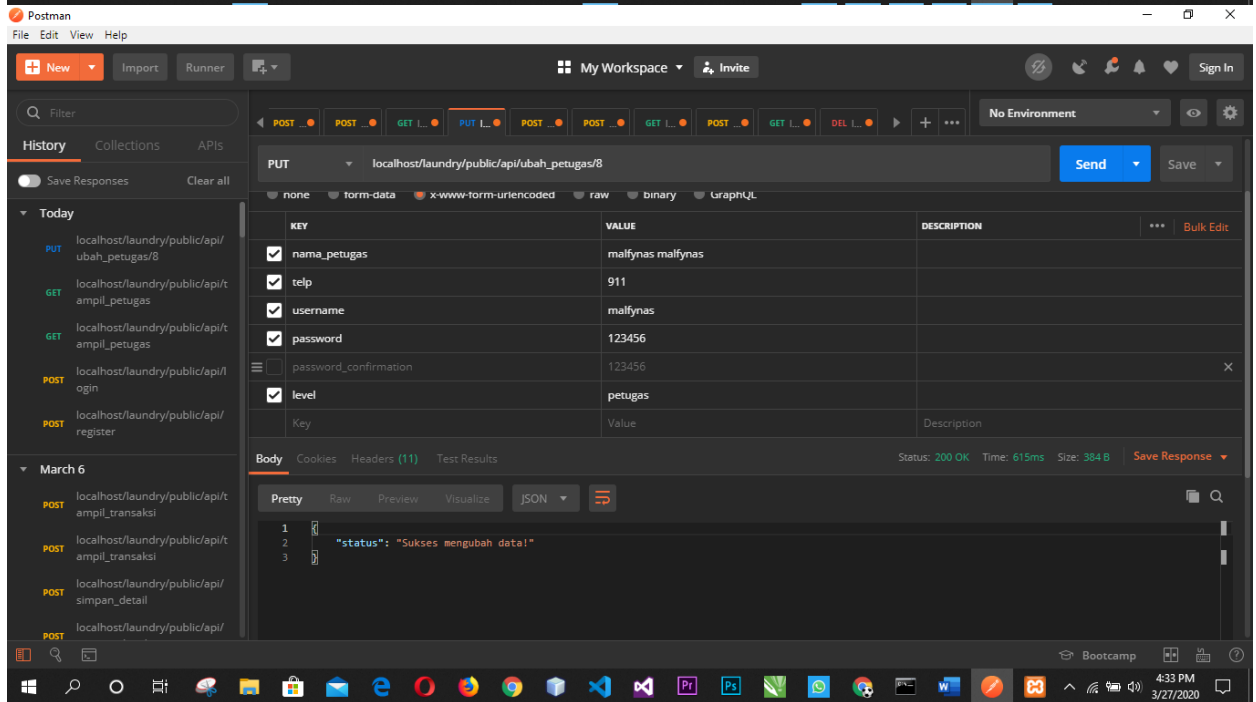 Postman
File Edit View Help
New Import Runner My Workspace Invite Sign In
Filter
History Collections APIs
Save Responses Clear all
Today
PUT localhost/laundry/public/api/
ubah_petugas/8
GET localhost/laundry/public/api/t
ampil_petugas
GET localhost/laundry/public/api/t
ampil_petugas
POST localhost/laundry/public/api/l
ogin
POST localhost/laundry/public/api/
register
March 6
POST localhost/laundry/public/api/t
ampil_transaksi
POST localhost/laundry/public/api/t
ampil_transaksi
POST localhost/laundry/public/api/
simpan_detail
POST localhost/laundry/public/api/
POST ... POST ... GET l... PUT l... POST ... POST ... GET l... POST ... GET l... DEL l... + ••• No Environment
PUT localhost/laundry/public/api/ubah_petugas/8 Send Save
none form-data x-www-form-urlencoded raw binary GraphQL
KEY VALUE DESCRIPTION ••• Bulk Edit
nama_petugas malfynas malfynas
telp 911
username malfynas
password 123456
password_confirmation 123456
level petugas
Key Value Description
Body Cookies Headers (11) Test Results Status: 200 OK Time: 615ms Size: 384 B Save Response
Pretty Raw Preview Visualize JSON
1 {
2 "status": "Sukses mengubah data!"
3 }
Bootcamp
Pr Ps
4:33 PM
3/27/2020